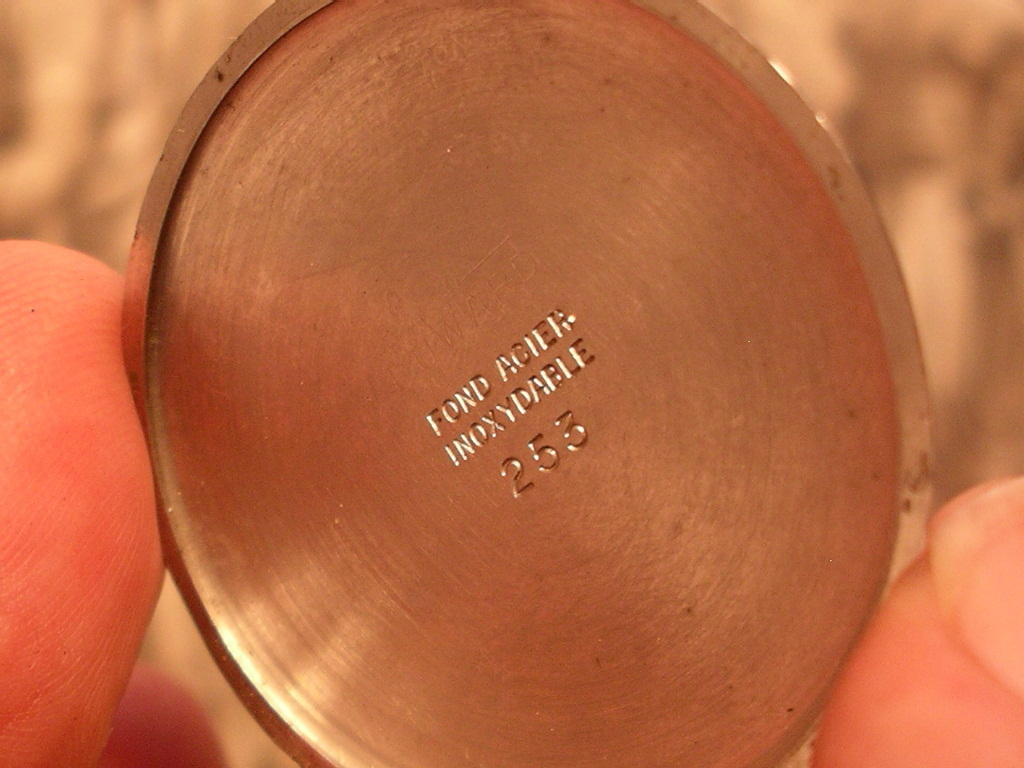 FOND ACIER
INOXYDABLE
253